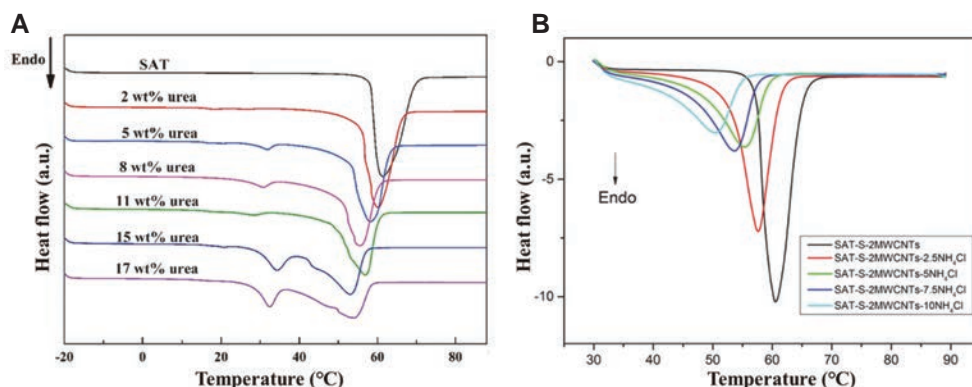 A
Endo
SAT
2 wt% urea
5 wt% urea
8 wt% urea
11 wt% urea
15 wt% urea
17 wt% urea
Heat flow (a.u.)
-20 0 20 40 60 80
Temperature (°C)
B
0
-5
-10
Heat flow (a.u.)
Endo
SAT-S-2MWCNTs
SAT-S-2MWCNTs-2.5NH₄Cl
SAT-S-2MWCNTs-5NH₄Cl
SAT-S-2MWCNTs-7.5NH₄Cl
SAT-S-2MWCNTs-10NH₄Cl
30 40 50 60 70 80 90
Temperature (°C)